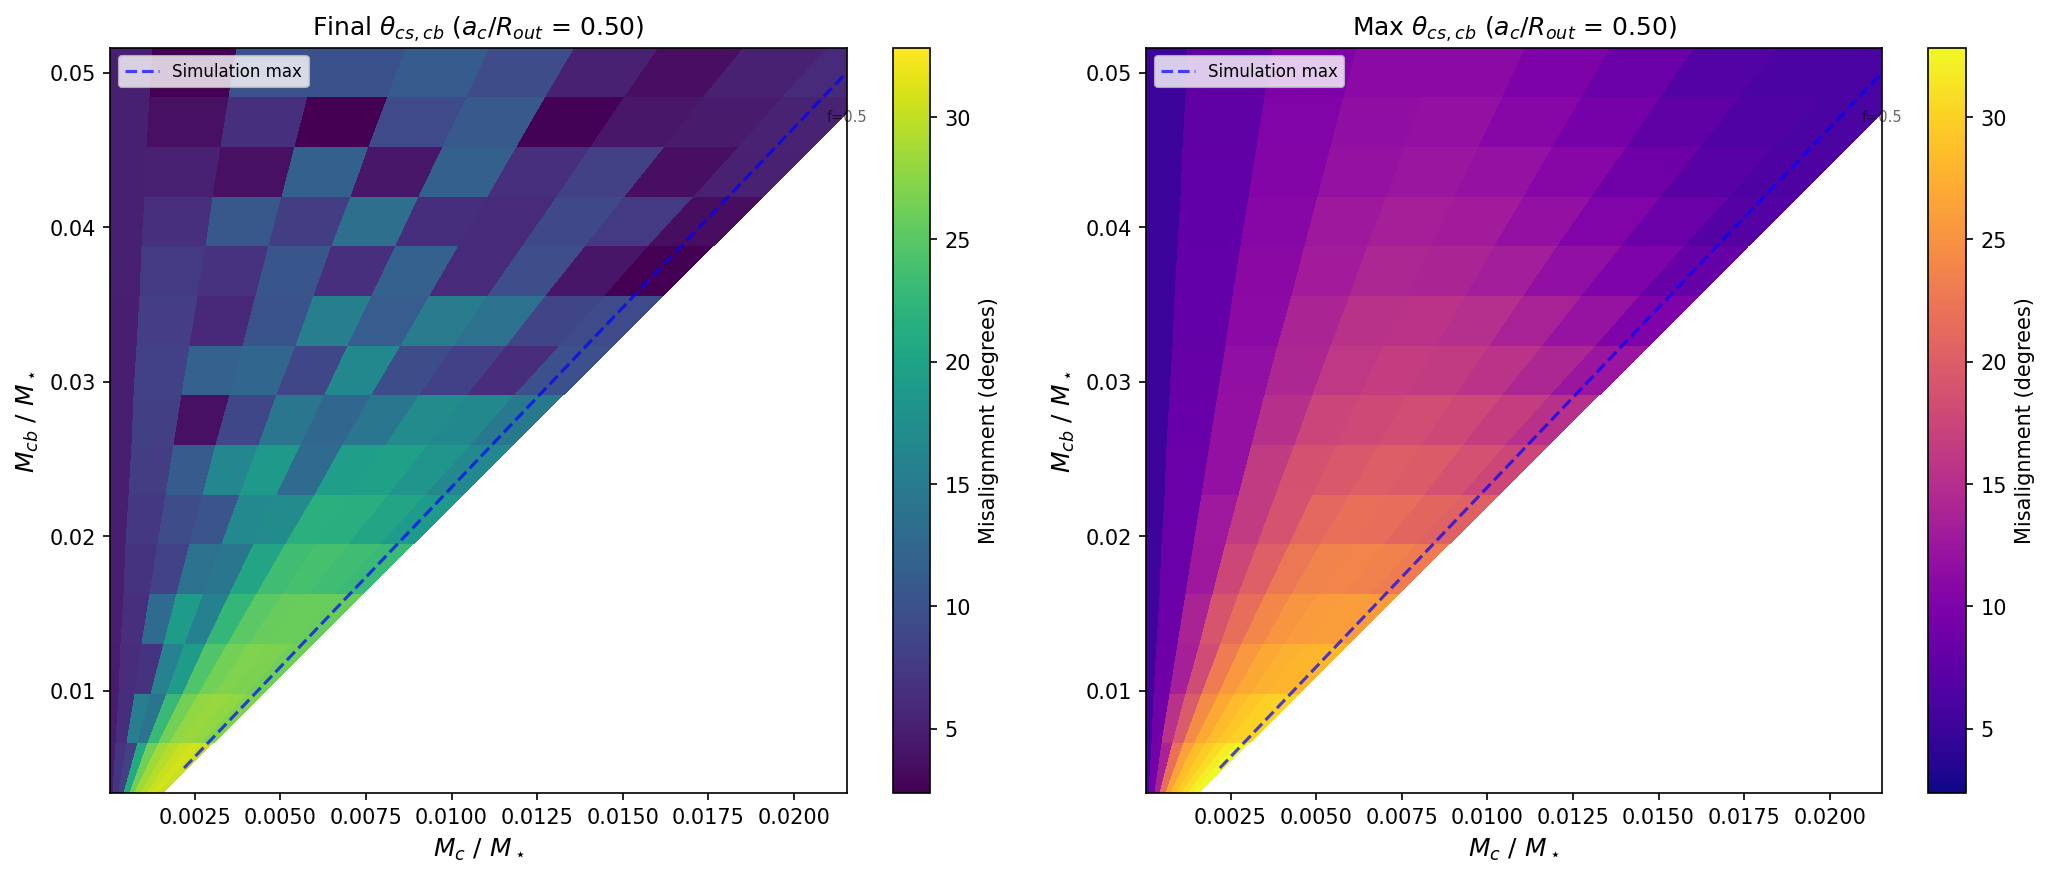 Final θcs, cb (ac/Rout = 0.50)
Simulation max
f=0.5
0.05
0.04
0.03
0.02
0.01
Mcb / M⋆
0.0025 0.0050 0.0075 0.0100 0.0125 0.0150 0.0175 0.0200
Mc / M⋆
30
25
20
15
10
5
Misalignment (degrees)
Max θcs, cb (ac/Rout = 0.50)
Simulation max
f=0.5
0.05
0.04
0.03
0.02
0.01
Mcb / M⋆
0.0025 0.0050 0.0075 0.0100 0.0125 0.0150 0.0175 0.0200
Mc / M⋆
30
25
20
15
10
5
Misalignment (degrees)